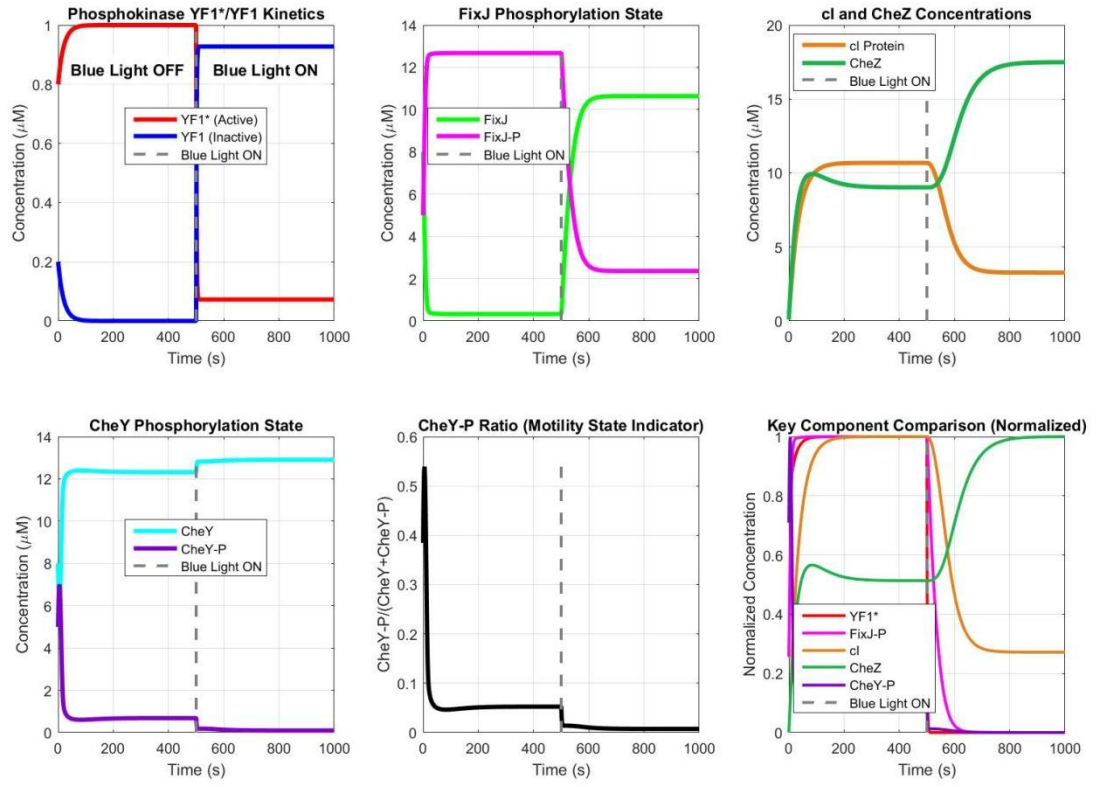 Phosphokinase YF1*/YF1 Kinetics
Concentration (μM)
1
0.8
0.6
0.4
0.2
0
Blue Light OFF
Blue Light ON
YF1* (Active)
YF1 (Inactive)
Blue Light ON
0 200 400 600 800 1000
Time (s)
FixJ Phosphorylation State
Concentration (μM)
14
12
10
8
6
4
2
0
FixJ
FixJ-P
Blue Light ON
0 200 400 600 800 1000
Time (s)
cI and CheZ Concentrations
Concentration (μM)
20
15
10
5
0
cI Protein
CheZ
Blue Light ON
0 200 400 600 800 1000
Time (s)
CheY Phosphorylation State
Concentration (μM)
14
12
10
8
6
4
2
0
CheY
CheY-P
Blue Light ON
0 200 400 600 800 1000
Time (s)
CheY-P Ratio (Motility State Indicator)
CheY-P/(CheY+CheY-P)
0.6
0.5
0.4
0.3
0.2
0.1
0
0 200 400 600 800 1000
Time (s)
Key Component Comparison (Normalized)
Normalized Concentration
1
0.8
0.6
0.4
0.2
0
YF1*
FixJ-P
cI
CheZ
CheY-P
Blue Light ON
0 200 400 600 800 1000
Time (s)